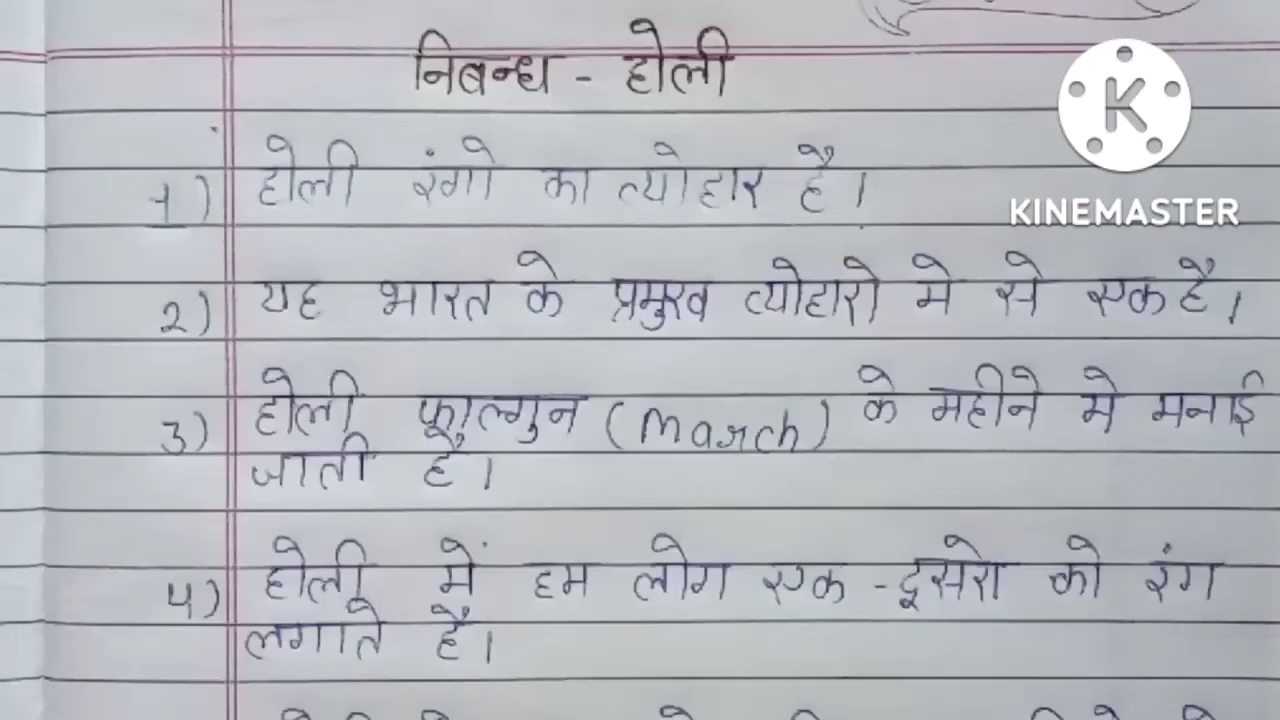 निबन्ध - होली
KINEMASTER
1) होली रंगो का त्योहार है।
2) यह भारत के प्रमुख त्योहारो मे से एक है।
3) होली फाल्गुन (March) के महीने मे मनाई
जाती है।
4) होली में हम लोग एक - दूसरो को रंग
लगाते है।